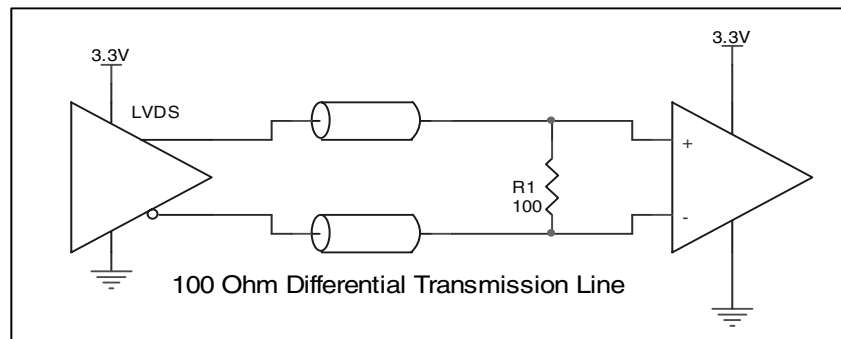 3.3V
3.3V
LVDS
+
R1
100
-
100 Ohm Differential Transmission Line